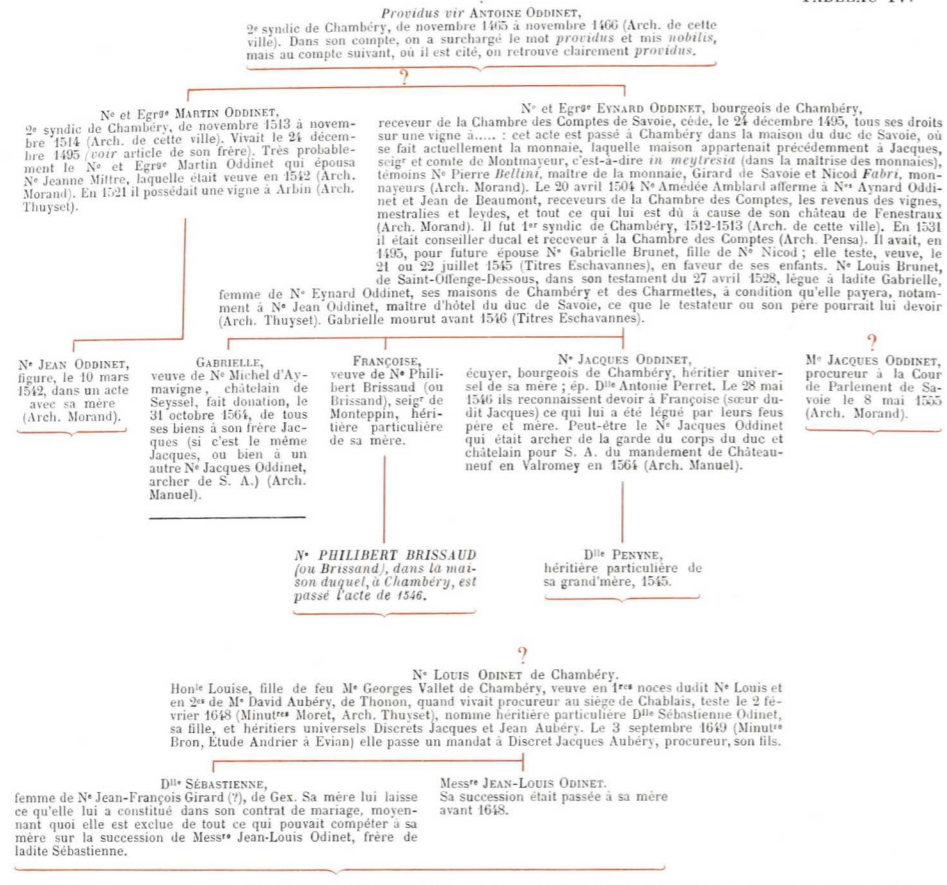 TABLEAU IV.
?
Providus vir ANTOINE ODDINET,
2e syndic de Chambéry, de novembre 1465 à novembre 1466 (Arch. de cette
ville). Dans son compte, on a surchargé le mot providus et mis nobilis,
mais au compte suivant, où il est cité, on retrouve clairement providus.
?
Ne et Egrge MARTIN ODDINET,
2e syndic de Chambéry, de novembre 1513 à novem-
bre 1514 (Arch. de cette ville). Vivait le 24 décem-
bre 1495 (voir article de son frère). Très probable-
ment le Ne et Egrge Martin Oddinet qui épousa
Ne Jeanne Mittre, laquelle était veuve en 1542 (Arch.
Morand). En 1521 il possédait une vigne à Arbin (Arch.
Thuyset).
Ne et Egrge EYNARD ODDINET, bourgeois de Chambéry,
receveur de la Chambre des Comptes de Savoie, cède, le 24 décembre 1495, tous ses droits
sur une vigne à..... : cet acte est passé à Chambéry dans la maison du duc de Savoie, où
se fait actuellement la monnaie, laquelle maison appartenait précédemment à Jacques,
seigr et comte de Montmayeur, c'est-à-dire in meytresia (dans la maîtrise des monnaies),
témoins Ne Pierre Bellini, maître de la monnaie, Girard de Savoie et Nicod Fabri, mon-
nayeurs (Arch. Morand). Le 20 avril 1504 Ne Amédée Amblard afferme à Nes Aynard Oddi-
net et Jean de Beaumont, receveurs de la Chambre des Comptes, les revenus des vignes,
mestralies et leydes, et tout ce qui lui est dû à cause de son château de Fenestraux
(Arch. Morand). Il fut 1er syndic de Chambéry, 1512-1513 (Arch. de cette ville). En 1531
il était conseiller ducal et receveur à la Chambre des Comptes (Arch. Pensa). Il avait, en
1495, pour future épouse Ne Gabrielle Brunet, fille de Ne Nicod ; elle teste, veuve, le
21 ou 22 juillet 1545 (Titres Eschavannes), en faveur de ses enfants. Ne Louis Brunet,
de Saint-Offenge-Dessous, dans son testament du 27 avril 1528, lègue à ladite Gabrielle,
femme de Ne Eynard Oddinet, ses maisons de Chambéry et des Charmettes, à condition qu'elle payera, notam-
ment à Ne Jean Oddinet, maître d'hôtel du duc de Savoie, ce que le testateur ou son père pourrait lui devoir
(Arch. Thuyset). Gabrielle mourut avant 1546 (Titres Eschavannes).
Ne JEAN ODDINET,
figure, le 10 mars
1542, dans un acte
avec sa mère
(Arch. Morand).
GABRIELLE,
veuve de Ne Michel d'Ay-
mavigne, châtelain de
Seyssel, fait donation, le
31 octobre 1564, de tous
ses biens à son frère Jac-
ques (si c'est le même
Jacques, ou bien à un
autre Ne Jacques Oddinet,
archer de S. A.) (Arch.
Manuel).
FRANÇOISE,
veuve de Ne Phili-
bert Brissaud (ou
Brissand), seigr de
Monteppin, héri-
tière particulière
de sa mère.
Ne JACQUES ODDINET,
écuyer, bourgeois de Chambéry, héritier univer-
sel de sa mère ; ép. Dlle Antonie Perret. Le 28 mai
1546 ils reconnaissent devoir à Françoise (sœur du-
dit Jacques) ce qui lui a été légué par leurs feus
père et mère. Peut-être le Ne Jacques Oddinet
qui était archer de la garde du corps du duc et
châtelain pour S. A. du mandement de Château-
neuf en Valromey en 1564 (Arch. Manuel).
?
Me JACQUES ODDINET,
procureur à la Cour
de Parlement de Sa-
voie le 8 mai 1555
(Arch. Morand).
Ne PHILIBERT BRISSAUD
(ou Brissand), dans la mai-
son duquel, à Chambéry, est
passé l'acte de 1546.
Dlle PENYNE,
héritière particulière de
sa grand'mère, 1545.
?
Ne LOUIS ODINET de Chambéry.
Honle Louise, fille de feu Me Georges Vallet de Chambéry, veuve en 1res noces dudit Ne Louis et
en 2es de Me David Aubéry, de Thonon, quand vivait procureur au siège de Chablais, teste le 2 fé-
vrier 1648 (Minutres Moret, Arch. Thuyset), nomme héritière particulière Dlle Sébastienne Odinet,
sa fille, et héritiers universels Discrets Jacques et Jean Aubéry. Le 3 septembre 1649 (Minutre
Bron, Etude Andrier à Evian) elle passe un mandat à Discret Jacques Aubéry, procureur, son fils.
Dlle SÉBASTIENNE,
femme de Ne Jean-François Girard (?), de Gex. Sa mère lui laisse
ce qu'elle lui a constitué dans son contrat de mariage, moyen-
nant quoi elle est exclue de tout ce qui pouvait compéter à sa
mère sur la succession de Messre Jean-Louis Odinet, frère de
ladite Sébastienne.
Messre JEAN-LOUIS ODINET.
Sa succession était passée à sa mère
avant 1648.